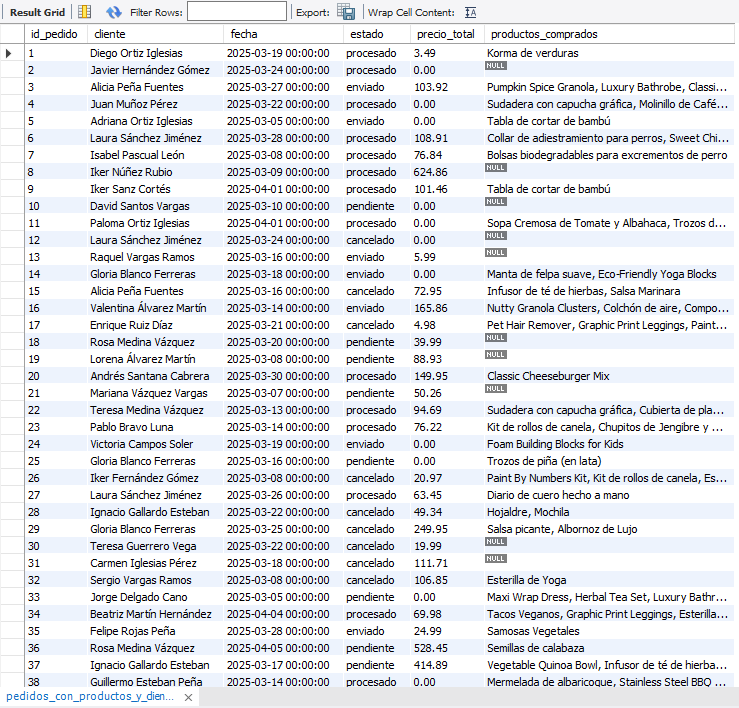 Result Grid Filter Rows: Export: Wrap Cell Content: IA
id_pedido cliente fecha estado precio_total productos_comprados
1 Diego Ortiz Iglesias 2025-03-19 00:00:00 procesado 3.49 Korma de verduras
2 Javier Hernández Gómez 2025-03-24 00:00:00 procesado 0.00 NULL
3 Alicia Peña Fuentes 2025-03-27 00:00:00 enviado 103.92 Pumpkin Spice Granola, Luxury Bathrobe, Classi...
4 Juan Muñoz Pérez 2025-03-22 00:00:00 procesado 0.00 Sudadera con capucha gráfica, Molinillo de Café...
5 Adriana Ortiz Iglesias 2025-03-05 00:00:00 enviado 0.00 Tabla de cortar de bambú
6 Laura Sánchez Jiménez 2025-03-28 00:00:00 procesado 108.91 Collar de adiestramiento para perros, Sweet Chi...
7 Isabel Pascual León 2025-03-08 00:00:00 procesado 76.84 Bolsas biodegradables para excrementos de perro
8 Iker Núñez Rubio 2025-03-09 00:00:00 procesado 624.86 NULL
9 Iker Sanz Cortés 2025-04-01 00:00:00 procesado 101.46 Tabla de cortar de bambú
10 David Santos Vargas 2025-03-10 00:00:00 pendiente 0.00 NULL
11 Paloma Ortiz Iglesias 2025-04-01 00:00:00 procesado 0.00 Sopa Cremosa de Tomate y Albahaca, Trozos d...
12 Laura Sánchez Jiménez 2025-03-24 00:00:00 cancelado 0.00 NULL
13 Raquel Vargas Ramos 2025-03-16 00:00:00 enviado 5.99 NULL
14 Gloria Blanco Ferreras 2025-03-18 00:00:00 enviado 0.00 Manta de felpa suave, Eco-Friendly Yoga Blocks
15 Alicia Peña Fuentes 2025-03-16 00:00:00 cancelado 72.95 Infusor de té de hierbas, Salsa Marinara
16 Valentina Álvarez Martín 2025-03-14 00:00:00 enviado 165.86 Nutty Granola Clusters, Colchón de aire, Compo...
17 Enrique Ruiz Díaz 2025-03-21 00:00:00 cancelado 4.98 Pet Hair Remover, Graphic Print Leggings, Paint...
18 Rosa Medina Vázquez 2025-03-20 00:00:00 pendiente 39.99 NULL
19 Lorena Álvarez Martín 2025-03-08 00:00:00 pendiente 88.93 NULL
20 Andrés Santana Cabrera 2025-03-30 00:00:00 procesado 149.95 Classic Cheeseburger Mix
21 Mariana Vázquez Vargas 2025-03-07 00:00:00 pendiente 50.26 NULL
22 Teresa Medina Vázquez 2025-03-13 00:00:00 procesado 94.69 Sudadera con capucha gráfica, Cubierta de pla...
23 Pablo Bravo Luna 2025-03-14 00:00:00 procesado 76.22 Kit de rollos de canela, Chupitos de Jengibre y ...
24 Victoria Campos Soler 2025-03-19 00:00:00 enviado 0.00 Foam Building Blocks for Kids
25 Gloria Blanco Ferreras 2025-03-16 00:00:00 pendiente 0.00 Trozos de piña (en lata)
26 Iker Fernández Gómez 2025-03-08 00:00:00 cancelado 20.97 Paint By Numbers Kit, Kit de rollos de canela, Es...
27 Laura Sánchez Jiménez 2025-03-26 00:00:00 procesado 63.45 Diario de cuero hecho a mano
28 Ignacio Gallardo Esteban 2025-03-22 00:00:00 cancelado 49.34 Hojaldre, Mochila
29 Gloria Blanco Ferreras 2025-03-25 00:00:00 cancelado 249.95 Salsa picante, Albornoz de Lujo
30 Teresa Guerrero Vega 2025-03-22 00:00:00 cancelado 19.99 NULL
31 Carmen Iglesias Pérez 2025-03-18 00:00:00 cancelado 111.71 NULL
32 Sergio Vargas Ramos 2025-03-08 00:00:00 cancelado 106.85 Esterilla de Yoga
33 Jorge Delgado Cano 2025-03-05 00:00:00 pendiente 0.00 Maxi Wrap Dress, Herbal Tea Set, Luxury Bathr...
34 Beatriz Martín Hernández 2025-04-04 00:00:00 procesado 69.98 Tacos Veganos, Graphic Print Leggings, Esterilla...
35 Felipe Rojas Peña 2025-03-28 00:00:00 enviado 24.99 Samosas Vegetales
36 Rosa Medina Vázquez 2025-04-05 00:00:00 pendiente 528.45 Semillas de calabaza
37 Ignacio Gallardo Esteban 2025-03-17 00:00:00 pendiente 414.89 Vegetable Quinoa Bowl, Infusor de té de hierba...
38 Guillermo Esteban Peña 2025-03-14 00:00:00 procesado 0.00 Mermelada de albaricoque, Stainless Steel BBQ ...
pedidos_con_productos_y_clien...